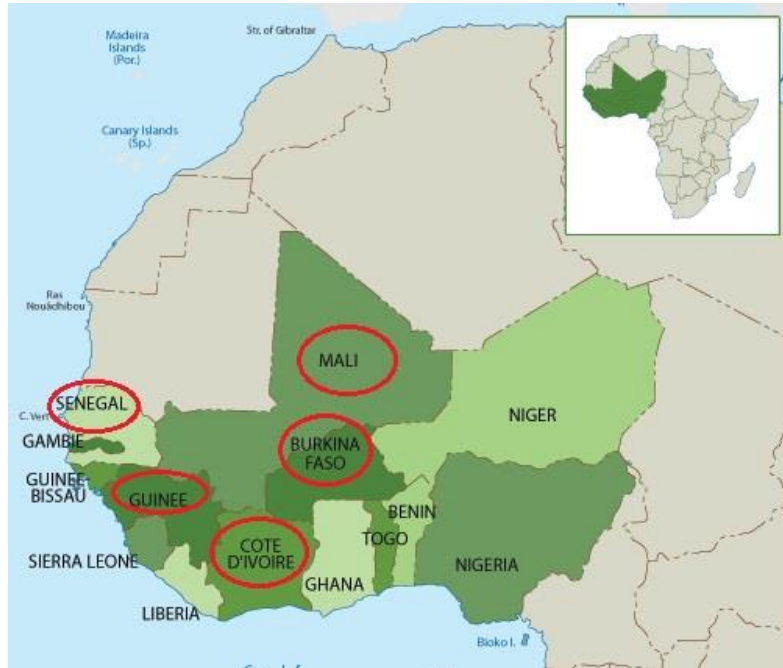 Madeira
Islands
(Por.)
Str. of Gibraltar
Canary Islands
(Sp.)
Ras
Nouâdhibou
MALI
SENEGAL
C. Vert
NIGER
GAMBIE
BURKINA
FASO
GUINEE-
BISSAU
GUINEE
BENIN
TOGO
COTE
D'IVOIRE
SIERRA LEONE
NIGERIA
GHANA
LIBERIA
Bioko I.